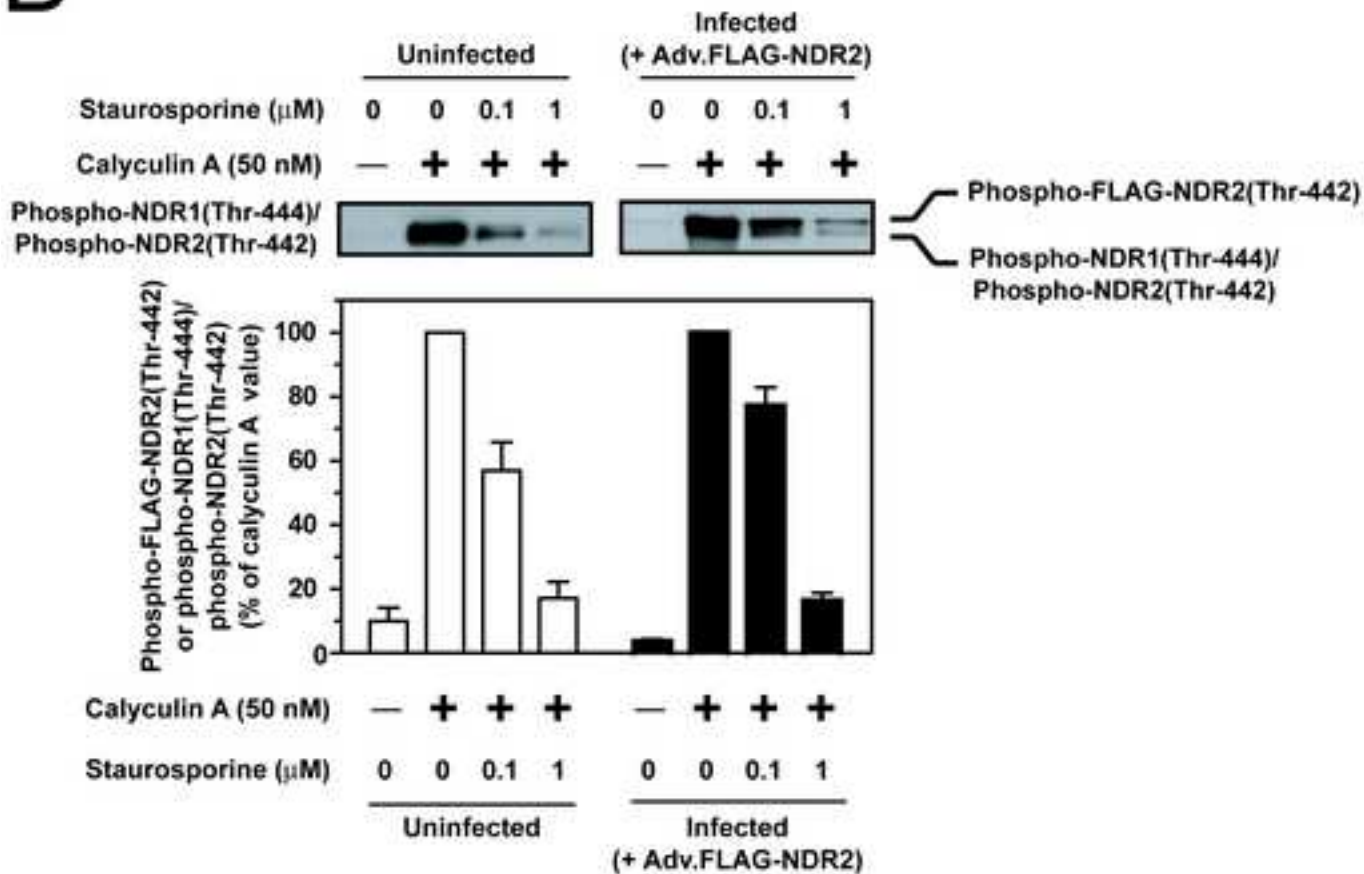 Uninfected
Infected
(+ Adv.FLAG-NDR2)
Staurosporine (μM) 0 0 0.1 1 0 0 0.1 1
Calyculin A (50 nM) — + + + — + + +
Phospho-NDR1(Thr-444)/
Phospho-NDR2(Thr-442)
Phospho-FLAG-NDR2(Thr-442)
Phospho-NDR1(Thr-444)/
Phospho-NDR2(Thr-442)
Phospho-FLAG-NDR2(Thr-442)
or phospho-NDR1(Thr-444)/
phospho-NDR2(Thr-442)
(% of calyculin A value)
100
80
60
40
20
0
Calyculin A (50 nM) — + + + — + + +
Staurosporine (μM) 0 0 0.1 1 0 0 0.1 1
Uninfected
Infected
(+ Adv.FLAG-NDR2)